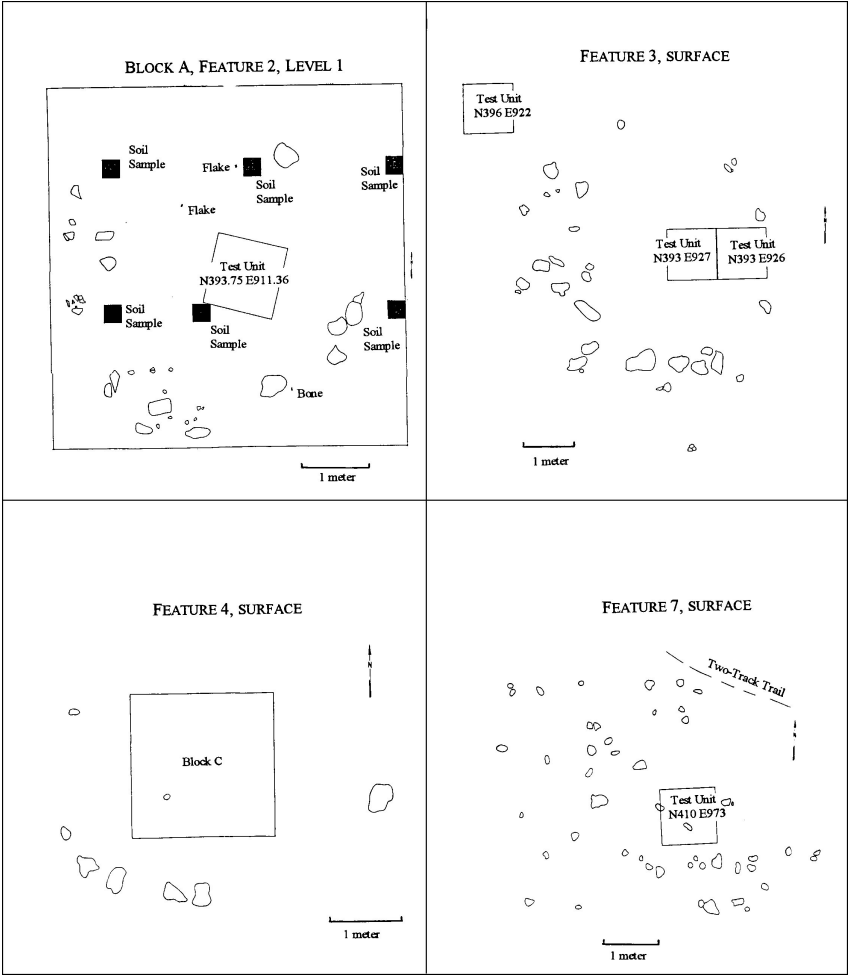 BLOCK A, FEATURE 2, LEVEL 1
Soil
Sample
Flake
Soil
Sample
Soil
Sample
Flake
Test Unit
N393.75 E911.36
Soil
Sample
Soil
Sample
Soil
Sample
Bone
1 meter
FEATURE 3, SURFACE
Test Unit
N396 E922
Test Unit
N393 E927
Test Unit
N393 E926
1 meter
FEATURE 4, SURFACE
N
Block C
1 meter
FEATURE 7, SURFACE
Two-Track Trail
Test Unit
N410 E973
1 meter